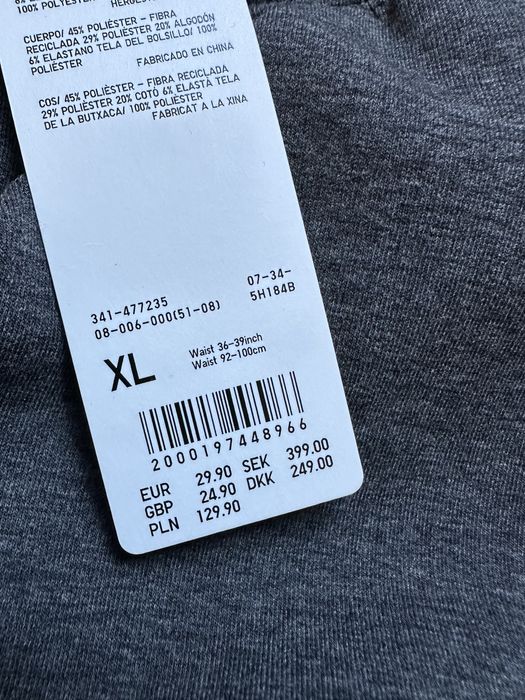 100% POLYESTER
CUERPO/ 45% POLIÉSTER – FIBRA
RECICLADA 29% POLIÉSTER 20% ALGODÓN
6% ELASTANO TELA DEL BOLSILLO/ 100%
POLIÉSTER FABRICADO EN CHINA
COS/ 45% POLIÈSTER – FIBRA RECICLADA
29% POLIÈSTER 20% COTÓ 6% ELASTÀ TELA
DE LA BUTXACA/ 100% POLIÈSTER
FABRICAT A LA XINA
341-477235 07-34-
08-006-000(51-08) 5H184B
XL Waist 36-39inch
Waist 92-100cm
2000197448966
EUR 29.90 SEK 399.00
GBP 24.90 DKK 249.00
PLN 129.90